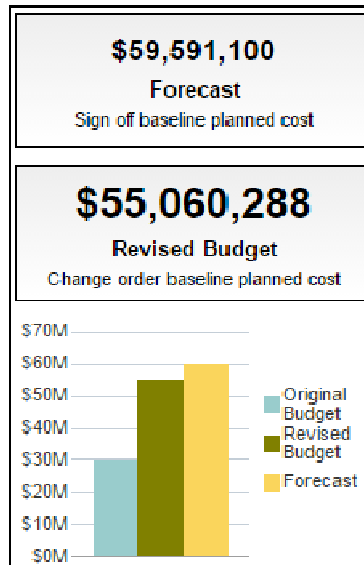 $59,591,100
Forecast
Sign off baseline planned cost
$55,060,288
Revised Budget
Change order baseline planned cost
$70M
$60M
$50M
$40M
$30M
$20M
$10M
$0M
Original
Budget
Revised
Budget
Forecast